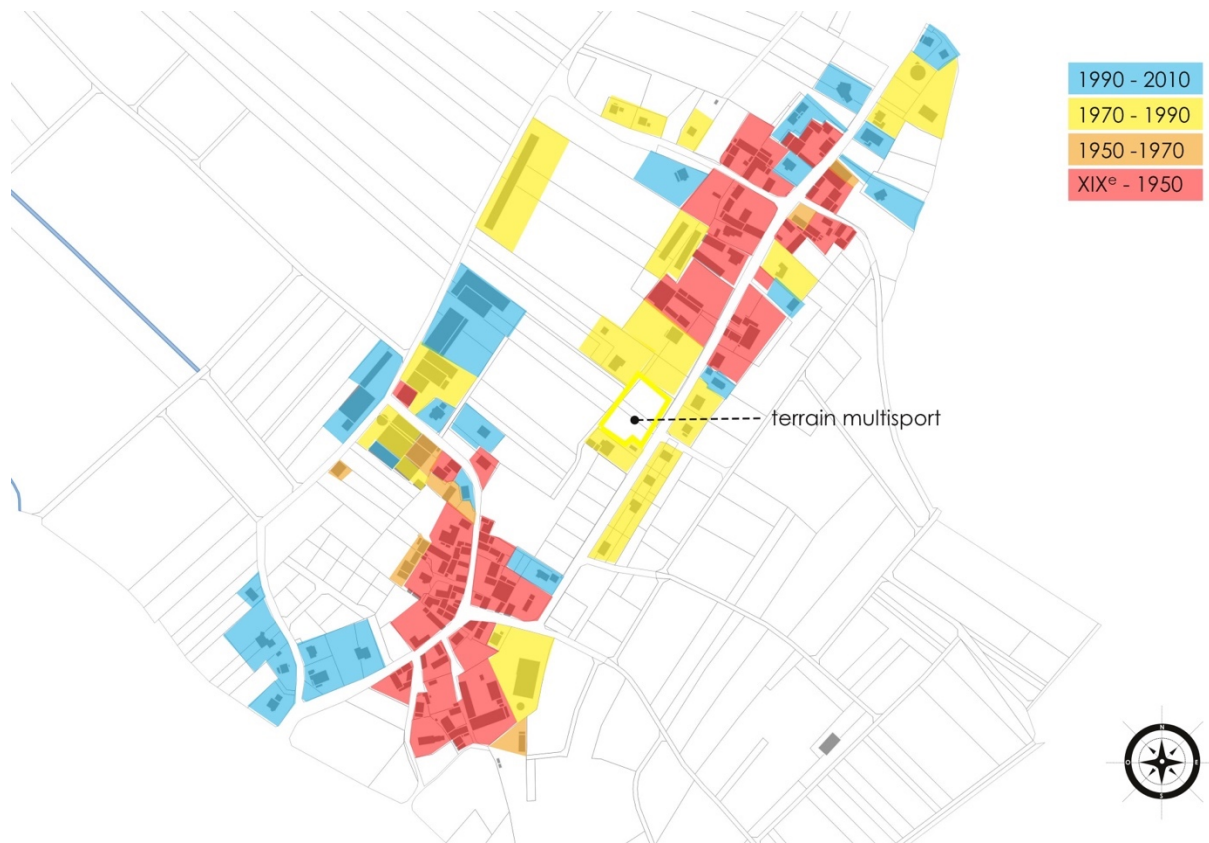 1990 - 2010
1970 - 1990
1950 -1970
XIXᵉ - 1950
terrain multisport
N
O
E
S